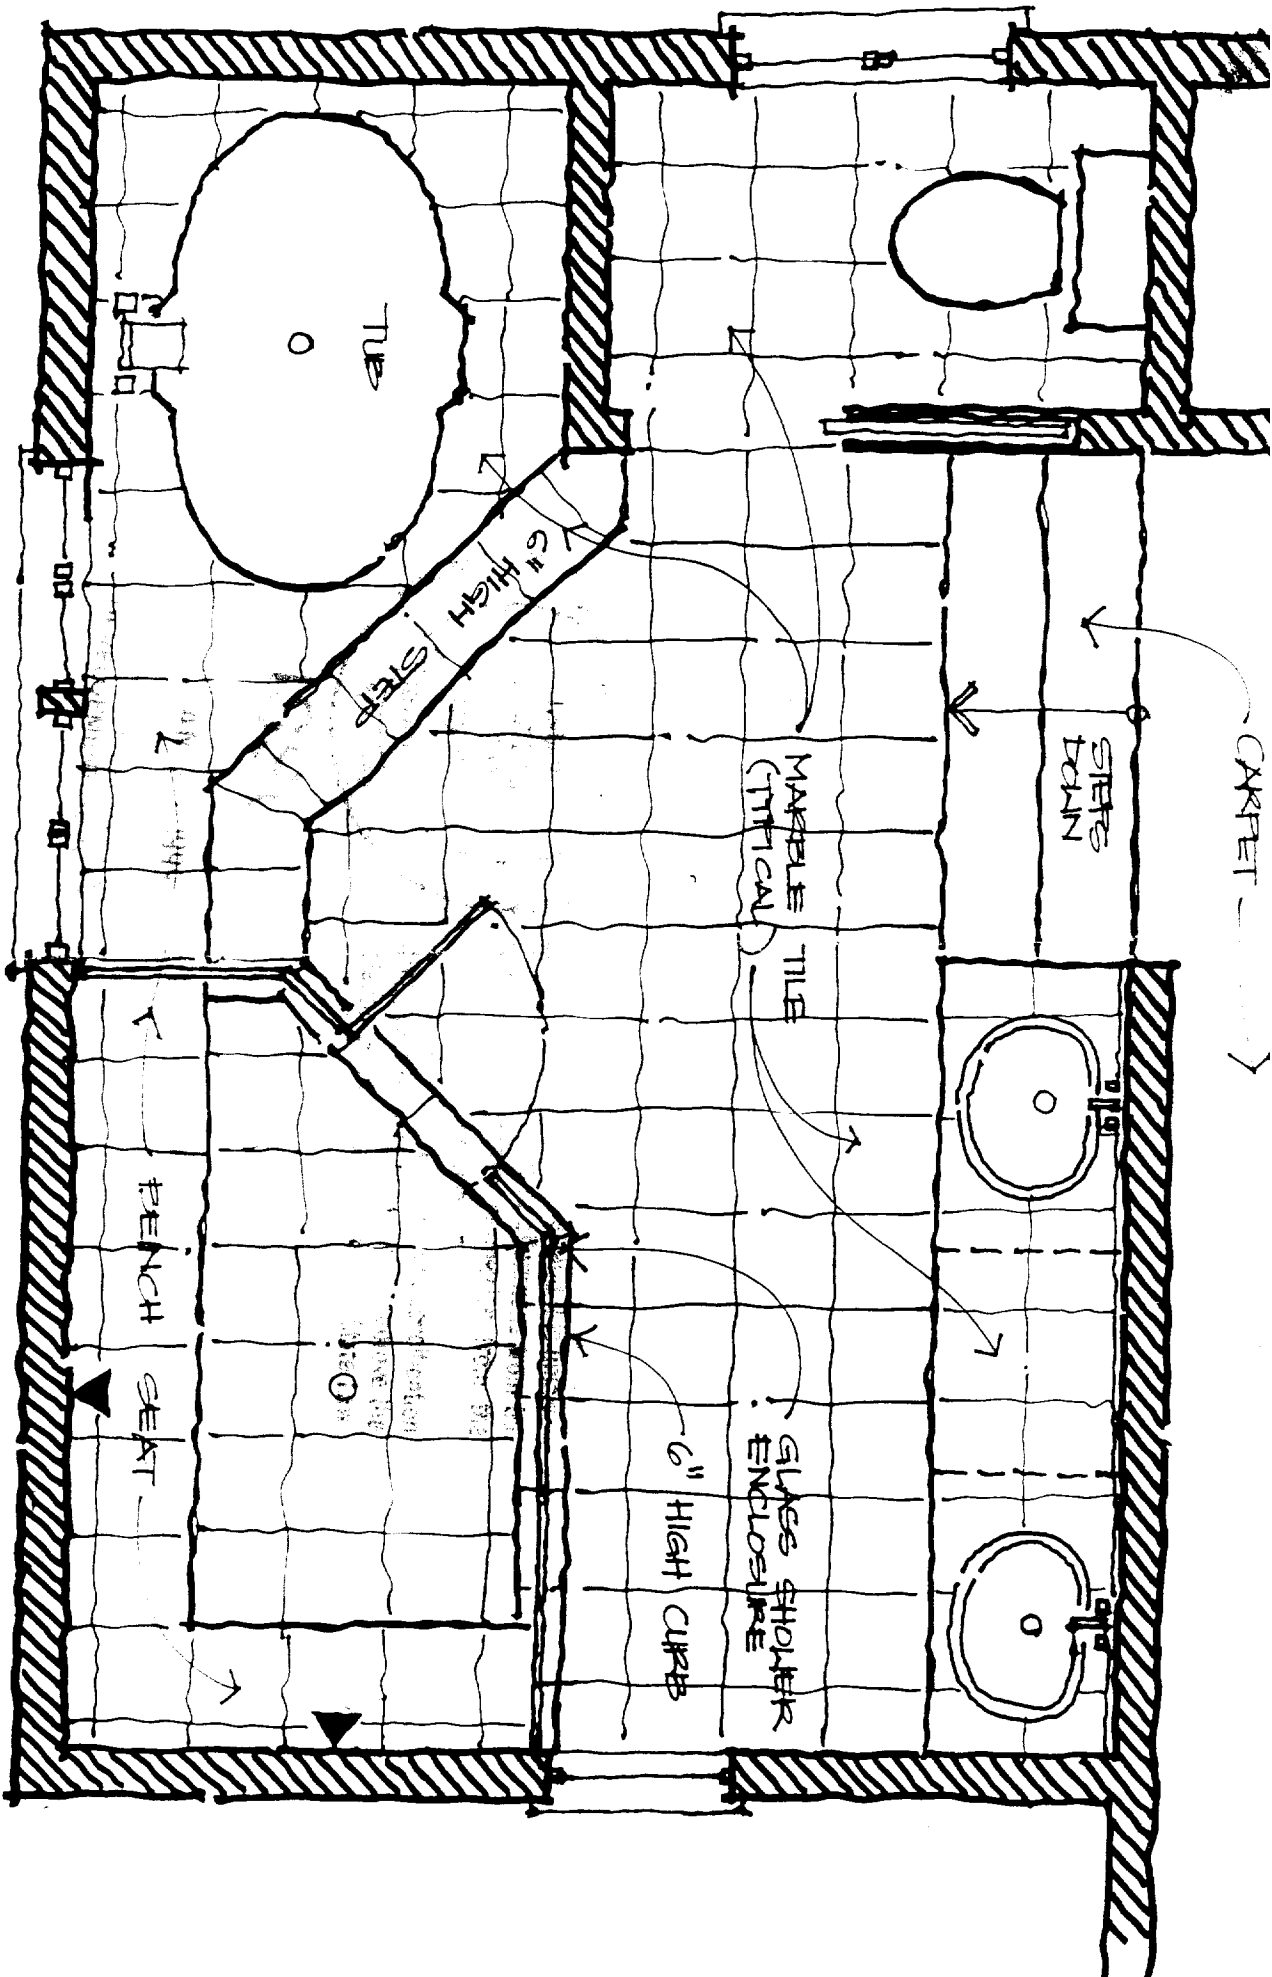 CARPET
STEPS
DOWN
MARBLE TILE
(TYPICAL)
GLASS SHOWER
ENCLOSURE
6" HIGH CURB
6" HIGH
STEP
TUB
BENCH SEAT